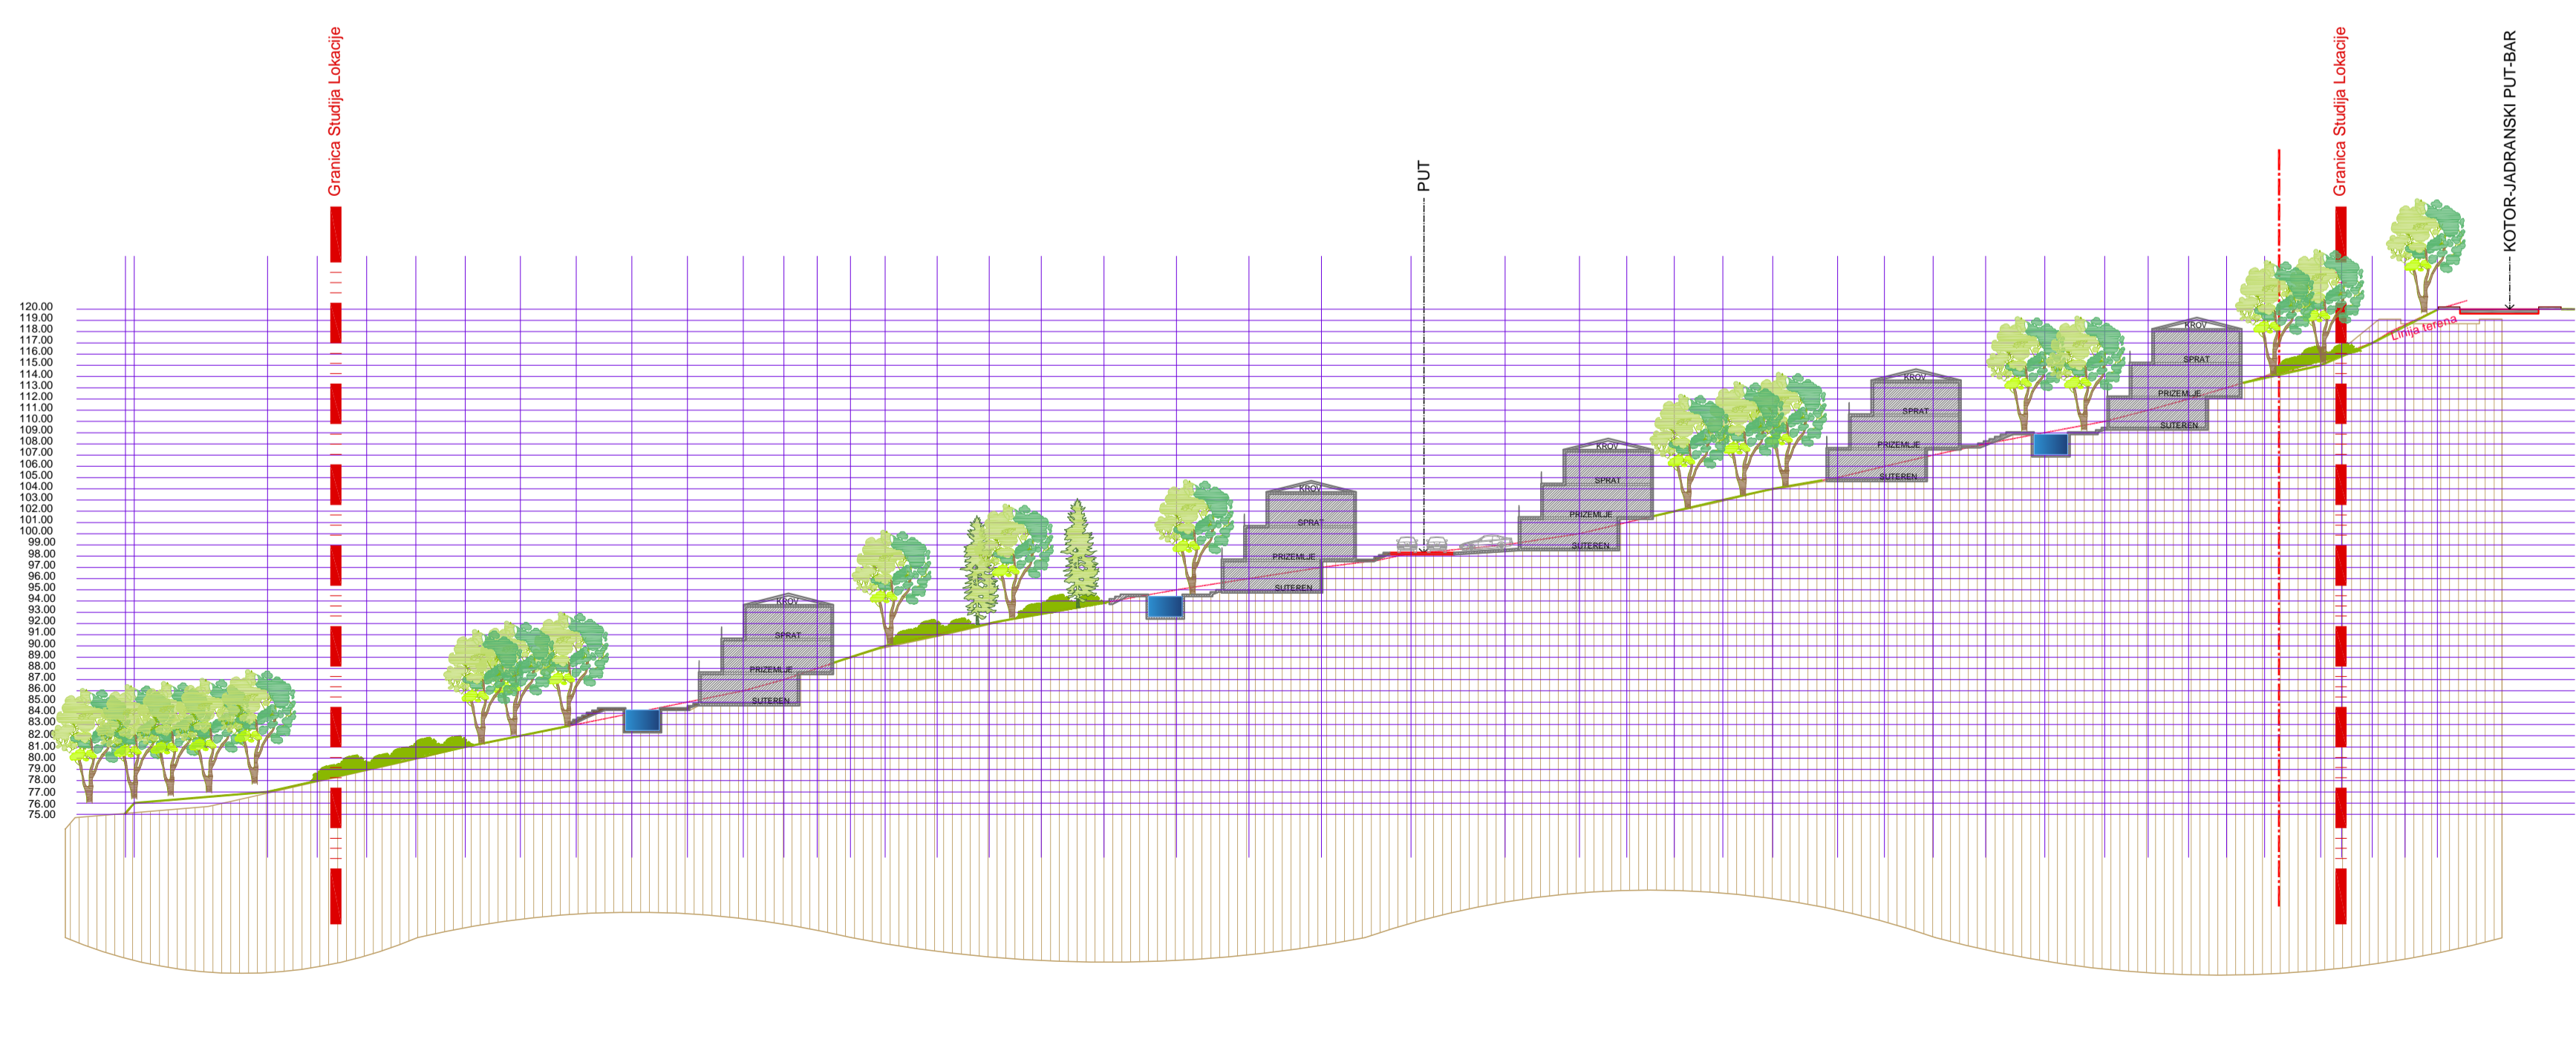 Granica Studija Lokacije
PUT
Granica Studija Lokacije
KOTOR-JADRANSKI PUT-BAR
120.00
119.00
118.00
117.00
116.00
115.00
114.00
113.00
112.00
111.00
110.00
109.00
108.00
107.00
106.00
105.00
104.00
103.00
102.00
101.00
100.00
99.00
98.00
97.00
96.00
95.00
94.00
93.00
92.00
91.00
90.00
89.00
88.00
87.00
86.00
85.00
84.00
83.00
82.00
81.00
80.00
79.00
78.00
77.00
76.00
75.00
KROV
SPRAT
PRIZEMLJE
SUTEREN
KROV
SPRAT
PRIZEMLJE
SUTEREN
KROV
SPRAT
PRIZEMLJE
SUTEREN
KROV
SPRAT
PRIZEMLJE
SUTEREN
KROV
SPRAT
PRIZEMLJE
SUTEREN
Linija terena